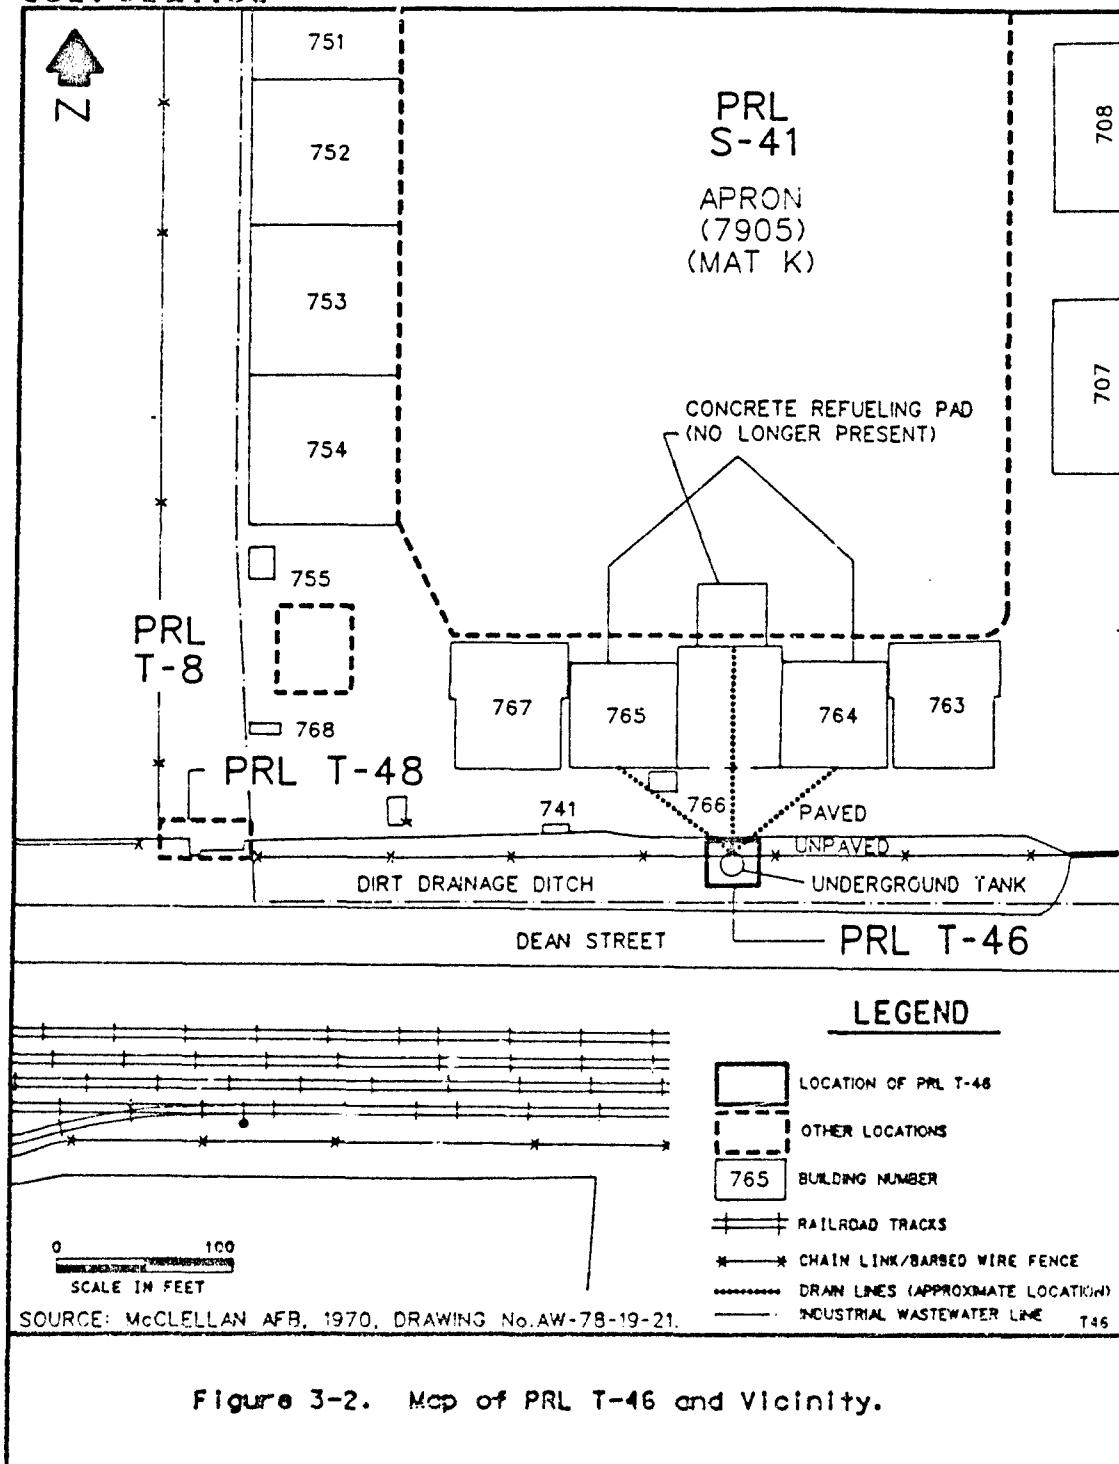 N
751
752
753
754
755
768
PRL
S-41
APRON
(7905)
(MAT K)
708
707
CONCRETE REFUELING PAD
(NO LONGER PRESENT)
PRL
T-8
PRL T-48
767
765
764
763
766
741
PAVED
UNPAVED
DIRT DRAINAGE DITCH
UNDERGROUND TANK
DEAN STREET
PRL T-46
LEGEND
LOCATION OF PRL T-46
OTHER LOCATIONS
765 BUILDING NUMBER
RAILROAD TRACKS
CHAIN LINK/BARBED WIRE FENCE
DRAIN LINES (APPROXIMATE LOCATION)
INDUSTRIAL WASTEWATER LINE
T46
0 100
SCALE IN FEET
SOURCE: McCLELLAN AFB, 1970, DRAWING No.AW-78-19-21.
Figure 3-2. Map of PRL T-46 and Vicinity.